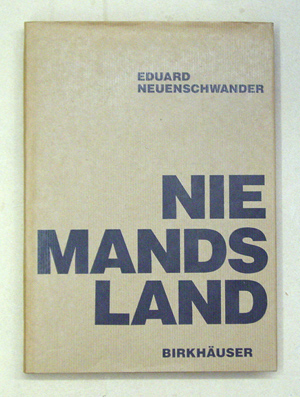 EDUARD
NEUENSCHWANDER
NIE
MANDS
LAND
BIRKHÄUSER